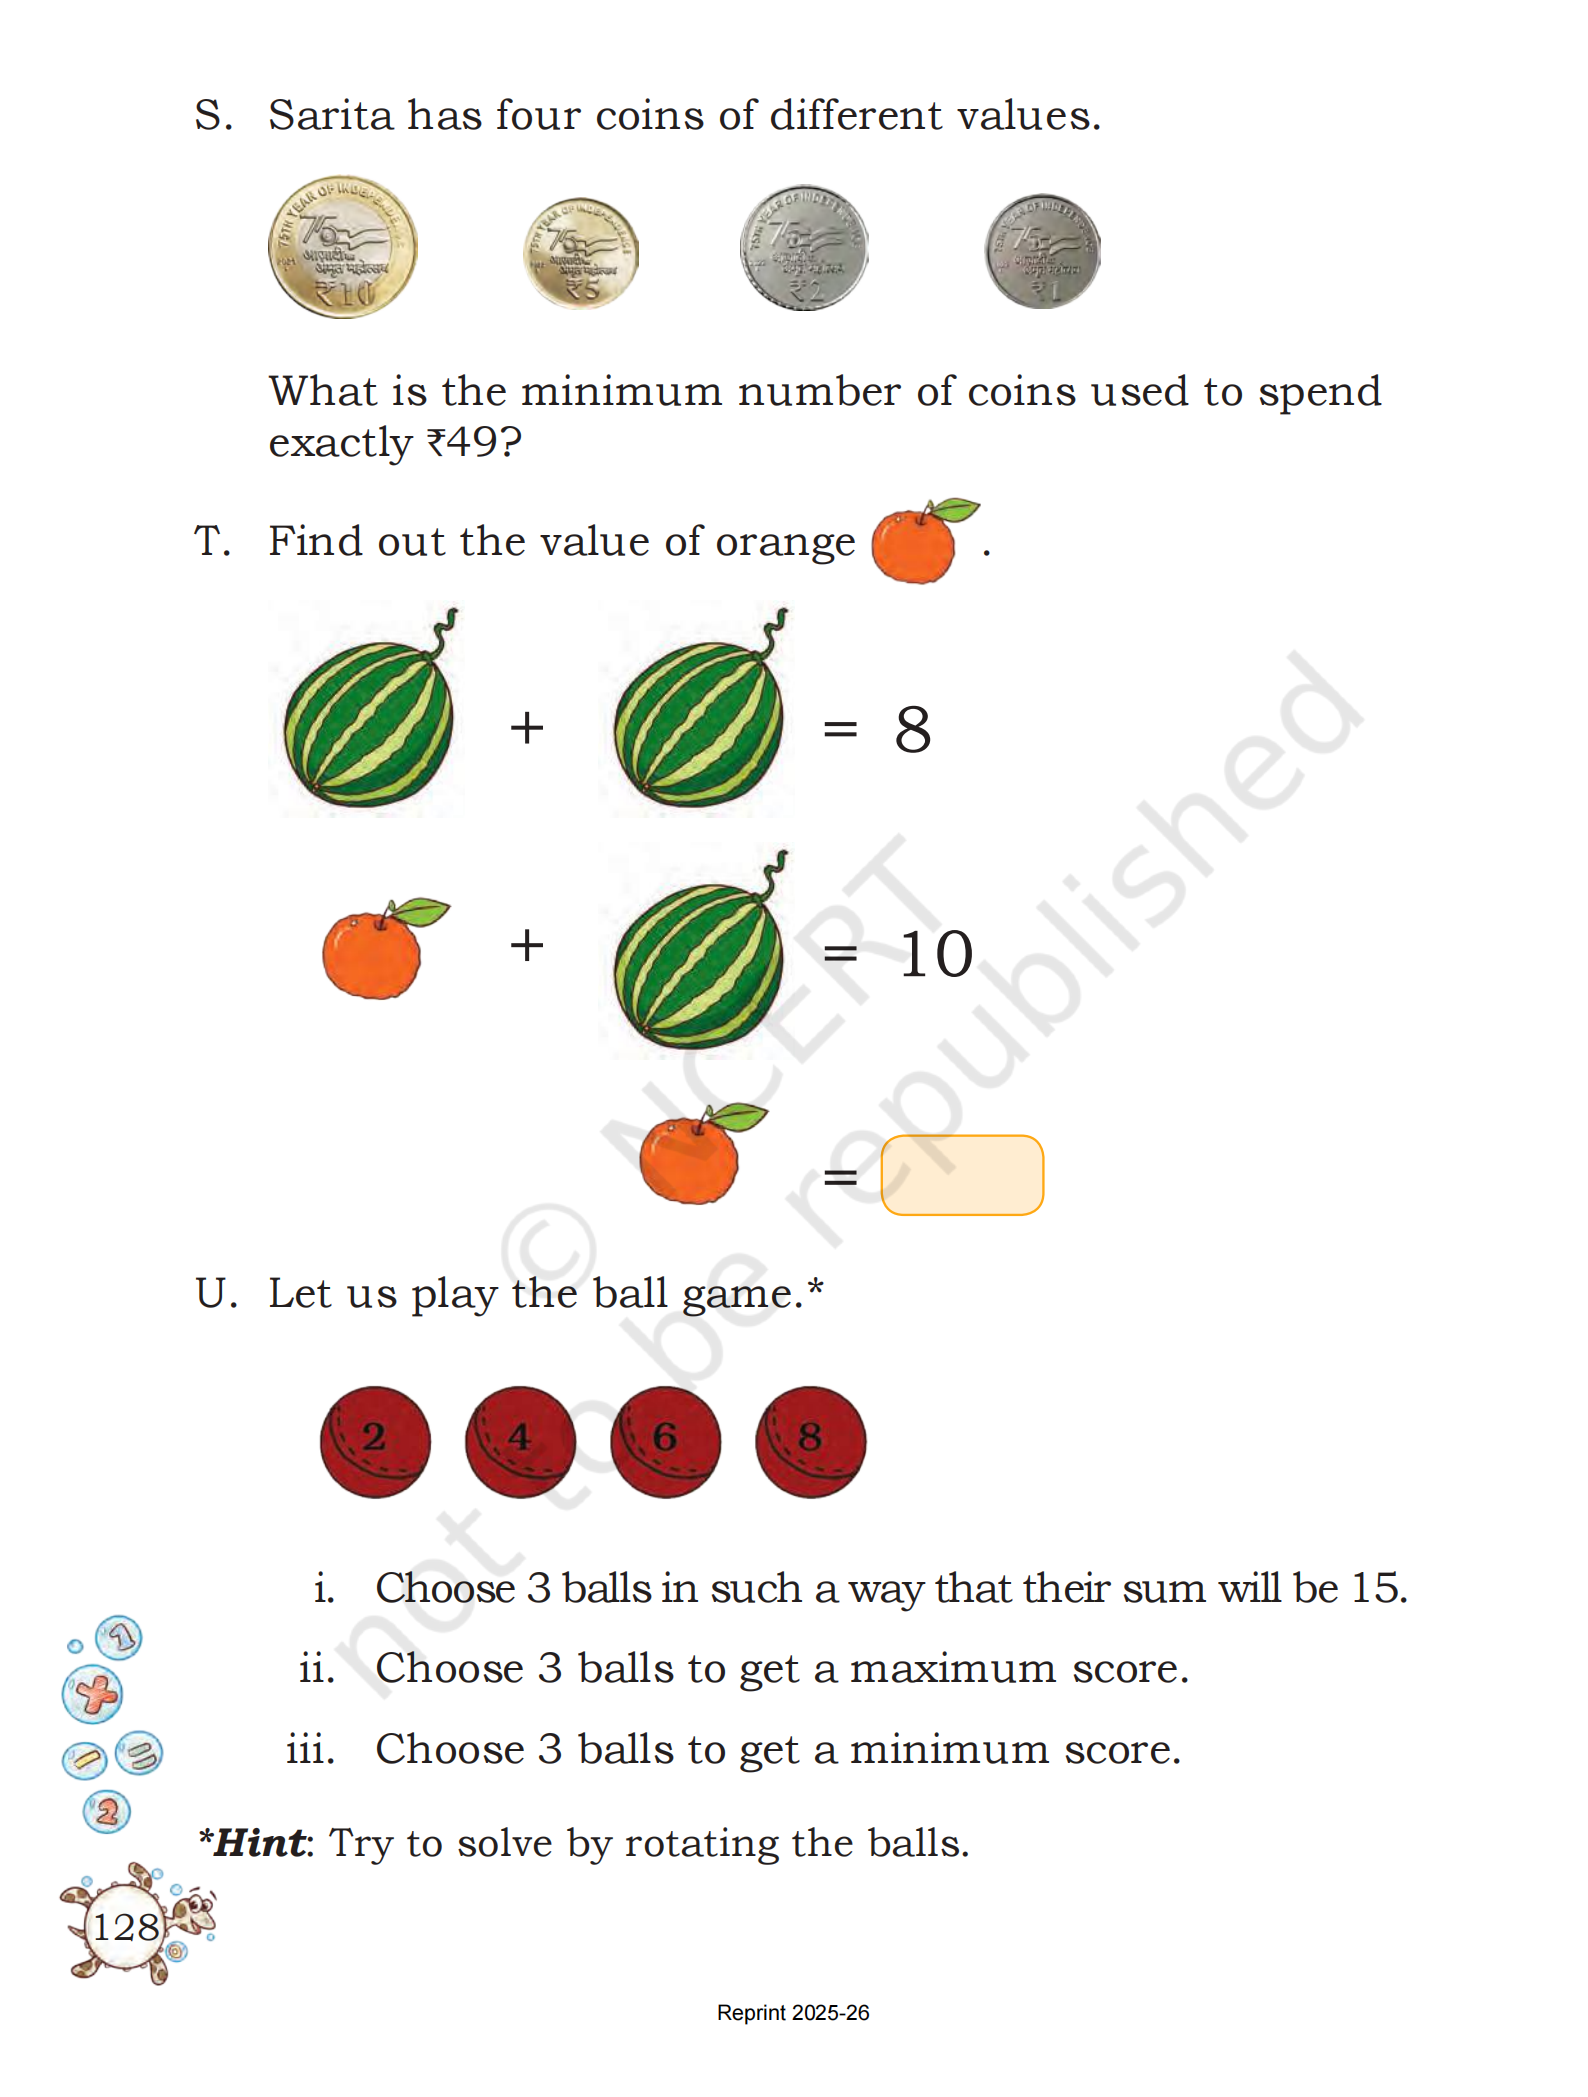 S. Sarita has four coins of different values.
75TH YEAR OF INDEPENDENCE 75 आज़ादी का अमृत महोत्सव ₹10
75TH YEAR OF INDEPENDENCE 75 आज़ादी का अमृत महोत्सव ₹5
75TH YEAR OF INDEPENDENCE 75 आज़ादी का अमृत महोत्सव ₹2
75TH YEAR OF INDEPENDENCE 75 आज़ादी का अमृत महोत्सव ₹1
What is the minimum number of coins used to spend
exactly ₹49?
T. Find out the value of orange .
+ = 8
+ = 10
=
U. Let us play the ball game.*
2 4 6 8
i. Choose 3 balls in such a way that their sum will be 15.
ii. Choose 3 balls to get a maximum score.
iii. Choose 3 balls to get a minimum score.
*Hint: Try to solve by rotating the balls.
1
+
2
128
Reprint 2025-26
© NCERT
not to be republished